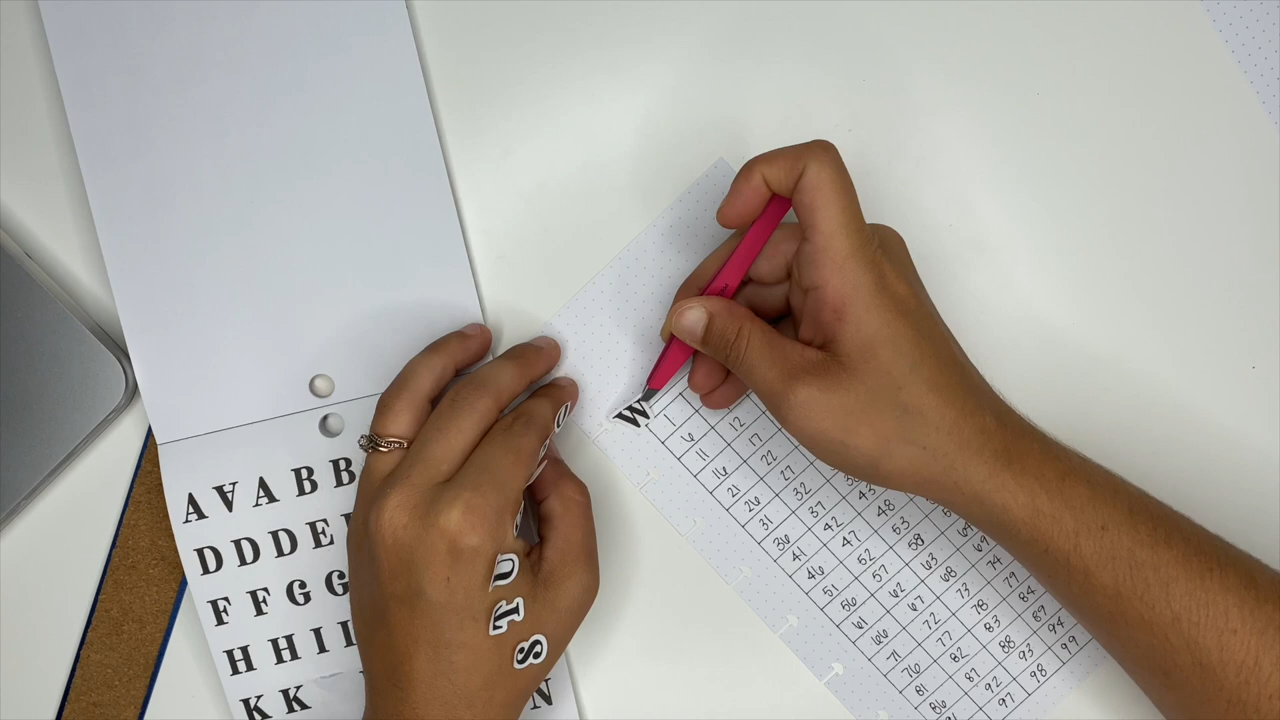 A A A B B
D D D E
F F G G
H H I I
K K
N
S T U
W
1
6
11 12
16 17
21 22
26 27
31 32
36 37
41 42 43
46 47 48
51 52 53
56 57 58
61 62 63 64
66 67 68 69
71 72 73 74
76 77 78 79
81 82 83 84
86 87 88 89
92 93 94
97 98 99